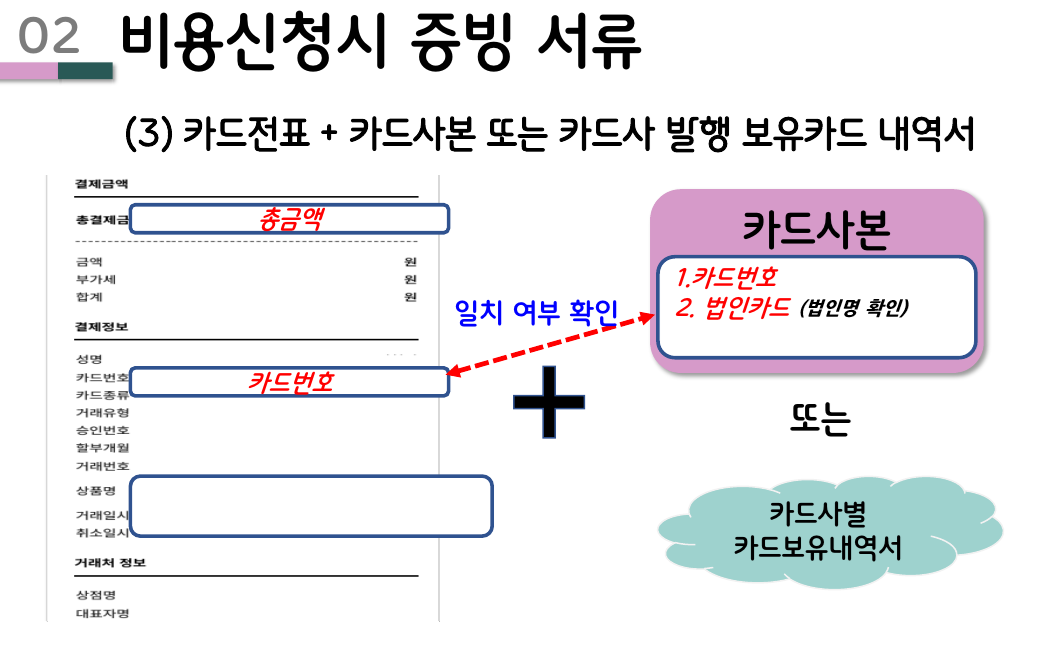 02 비용신청시 증빙 서류
(3) 카드전표 + 카드사본 또는 카드사 발행 보유카드 내역서
결제금액
총결제금
총금액
금액 원
부가세 원
합계 원
결제정보
성명
카드번호
카드번호
카드종류
거래유형
승인번호
할부개월
거래번호
상품명
거래일시
취소일시
거래처 정보
상점명
대표자명
일치 여부 확인
카드사본
1.카드번호
2. 법인카드 (법인명 확인)
또는
카드사별
카드보유내역서